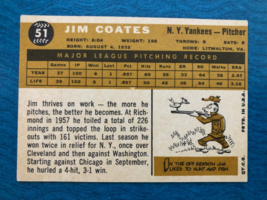 51
JIM COATES
N. Y. Yankees — Pitcher
HEIGHT: 6:04 WEIGHT: 190 THROWS: R BATS: R
BORN: AUGUST 4, 1932 HOME: LITWALTON, VA.
MAJOR LEAGUE PITCHING RECORD
YEAR
LIFE
Jim thrives on work — the more he
pitches, the better he becomes. At Rich-
mond in 1957 he toiled a total of 226
innings and topped the loop in strike-
outs with 161 victims. Last season he
won twice in relief for N. Y., once over
Cleveland and then against Washington.
Starting against Chicago in September,
he hurled a 4-hit, 3-1 win.
IN THE OFF SEASON JIM
LIKES TO HUNT AND FISH.